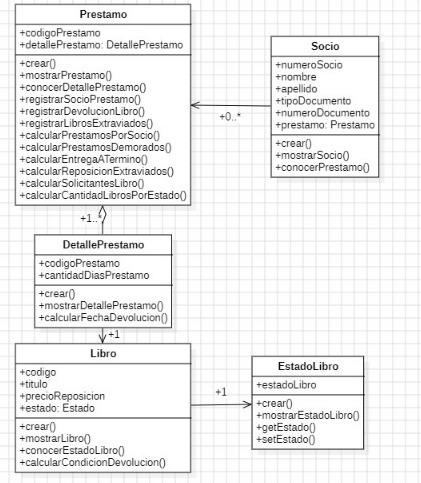 Prestamo
+codigoPrestamo
+detallePrestamo: DetallePrestamo
+crear()
+mostrarPrestamo()
+conocerDetallePrestamo()
+registrarSocioPrestamo()
+registrarDevolucionLibro()
+registrarLibrosExtraviados()
+calcularPrestamosPorSocio()
+calcularPrestamosDemorados()
+calcularEntregaATermino()
+calcularReposicionExtraviados()
+calcularSolicitantesLibro()
+calcularCantidadLibrosPorEstado()
Socio
+numeroSocio
+nombre
+apellido
+tipoDocumento
+numeroDocumento
+prestamo: Prestamo
+crear()
+mostrarSocio()
+conocerPrestamo()
+0..*
+1..*
DetallePrestamo
+codigoPrestamo
+cantidadDiasPrestamo
+crear()
+mostrarDetallePrestamo()
+calcularFechaDevolucion()
+1
Libro
+codigo
+titulo
+precioReposicion
+estado: Estado
+crear()
+mostrarLibro()
+conocerEstadoLibro()
+calcularCondicionDevolucion()
+1
EstadoLibro
+estadoLibro
+crear()
+mostrarEstadoLibro()
+getEstado()
+setEstado()